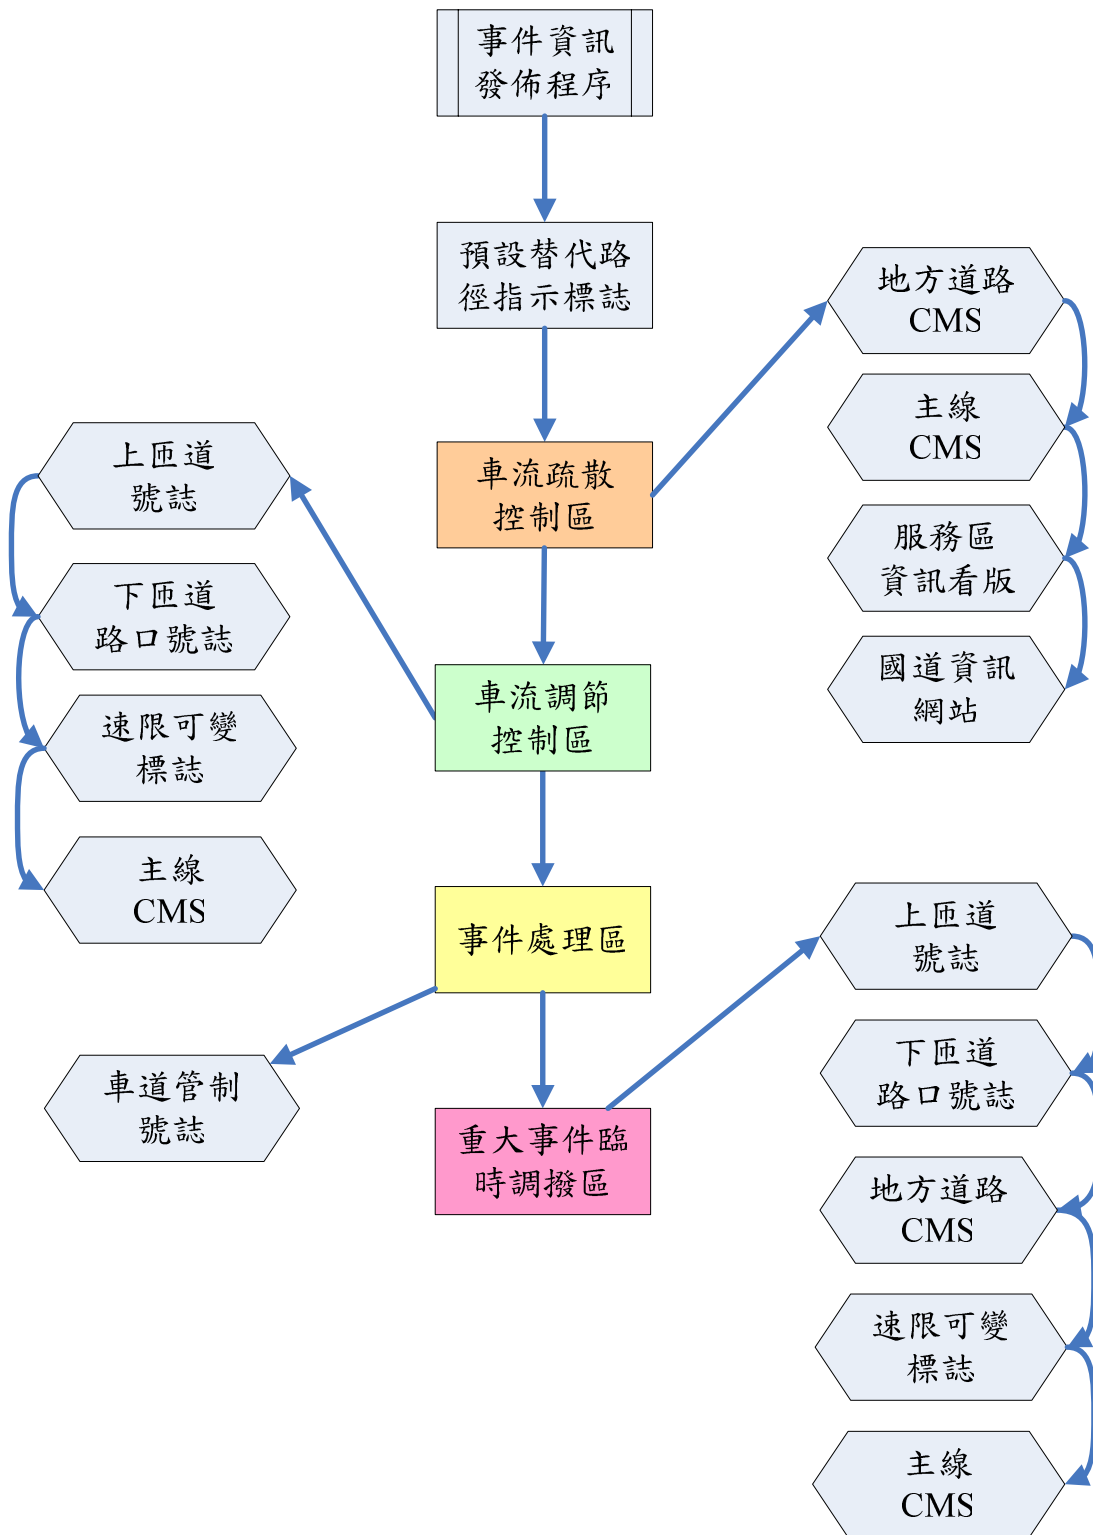 事件資訊
發佈程序
預設替代路
徑指示標誌
地方道路
CMS
主線
CMS
車流疏散
控制區
服務區
資訊看版
上匝道
號誌
下匝道
路口號誌
國道資訊
網站
車流調節
控制區
速限可變
標誌
主線
CMS
事件處理區
上匝道
號誌
下匝道
路口號誌
車道管制
號誌
重大事件臨
時調撥區
地方道路
CMS
速限可變
標誌
主線
CMS